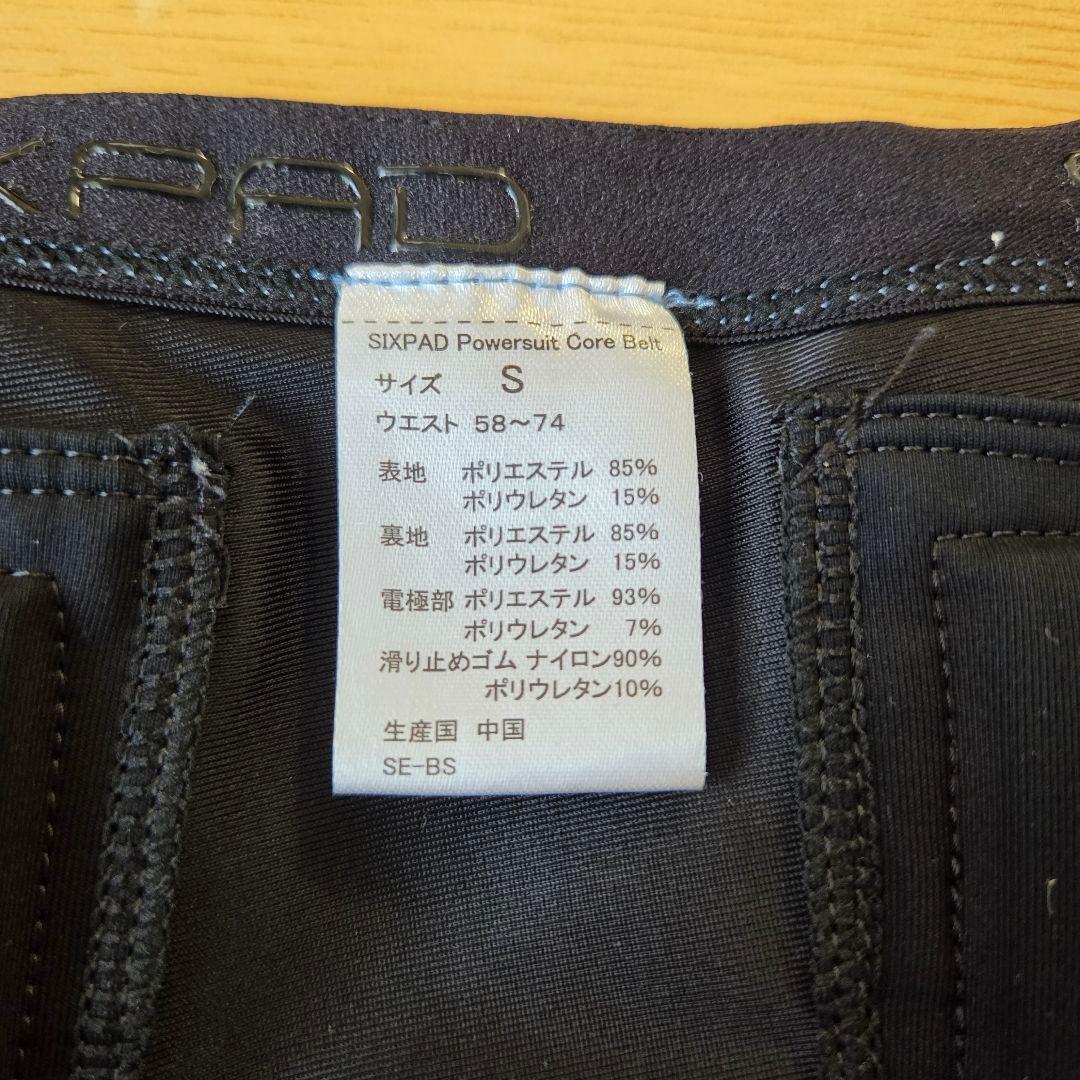 XPAD
SIXPAD Powersuit Core Belt
サイズ S
ウエスト 58～74
表地 ポリエステル 85%
ポリウレタン 15%
裏地 ポリエステル 85%
ポリウレタン 15%
電極部 ポリエステル 93%
ポリウレタン 7%
滑り止めゴム ナイロン90%
ポリウレタン10%
生産国 中国
SE-BS